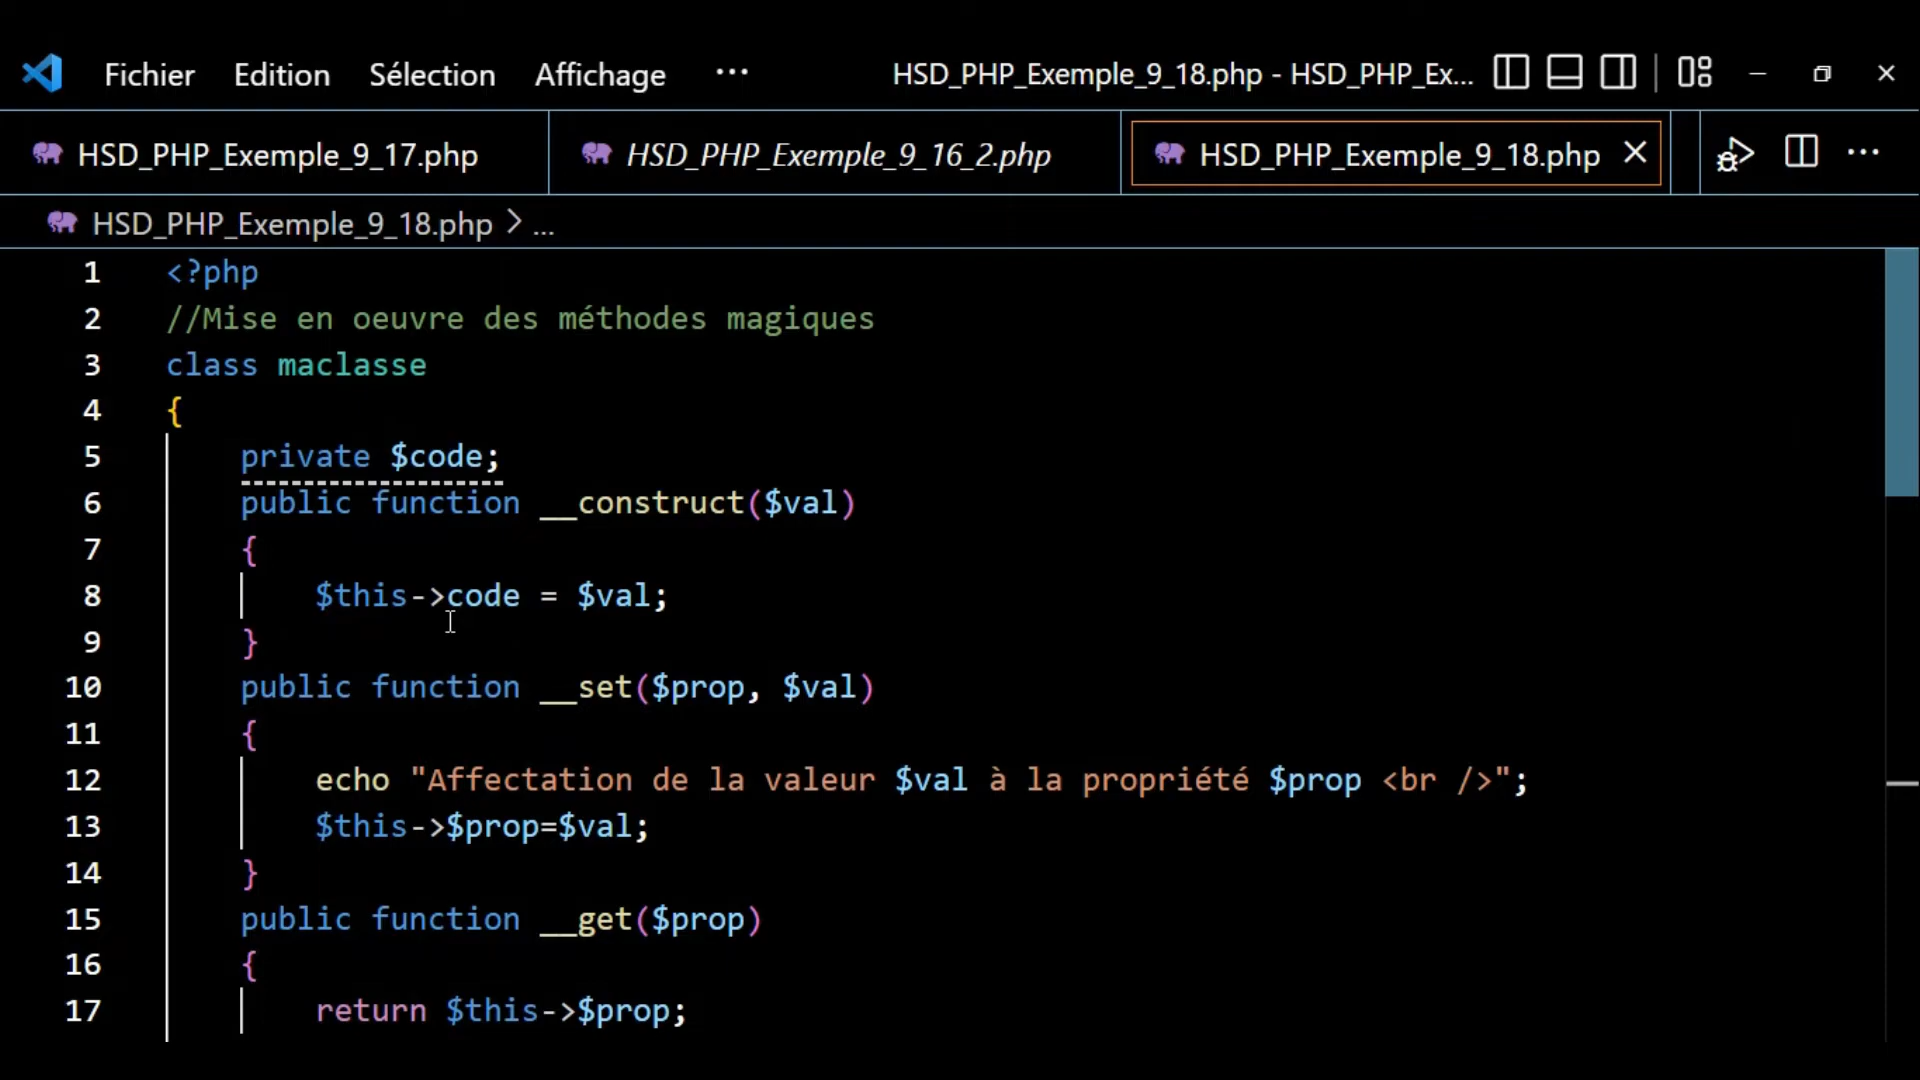 Fichier Edition Sélection Affichage ... HSD_PHP_Exemple_9_18.php - HSD_PHP_Ex...
HSD_PHP_Exemple_9_17.php HSD_PHP_Exemple_9_16_2.php HSD_PHP_Exemple_9_18.php
HSD_PHP_Exemple_9_18.php > ...
1 <?php
2 //Mise en oeuvre des méthodes magiques
3 class maclasse
4 {
5 private $code;
6 public function __construct($val)
7 {
8 $this->code = $val;
9 }
10 public function __set($prop, $val)
11 {
12 echo "Affectation de la valeur $val à la propriété $prop <br />";
13 $this->$prop=$val;
14 }
15 public function __get($prop)
16 {
17 return $this->$prop;